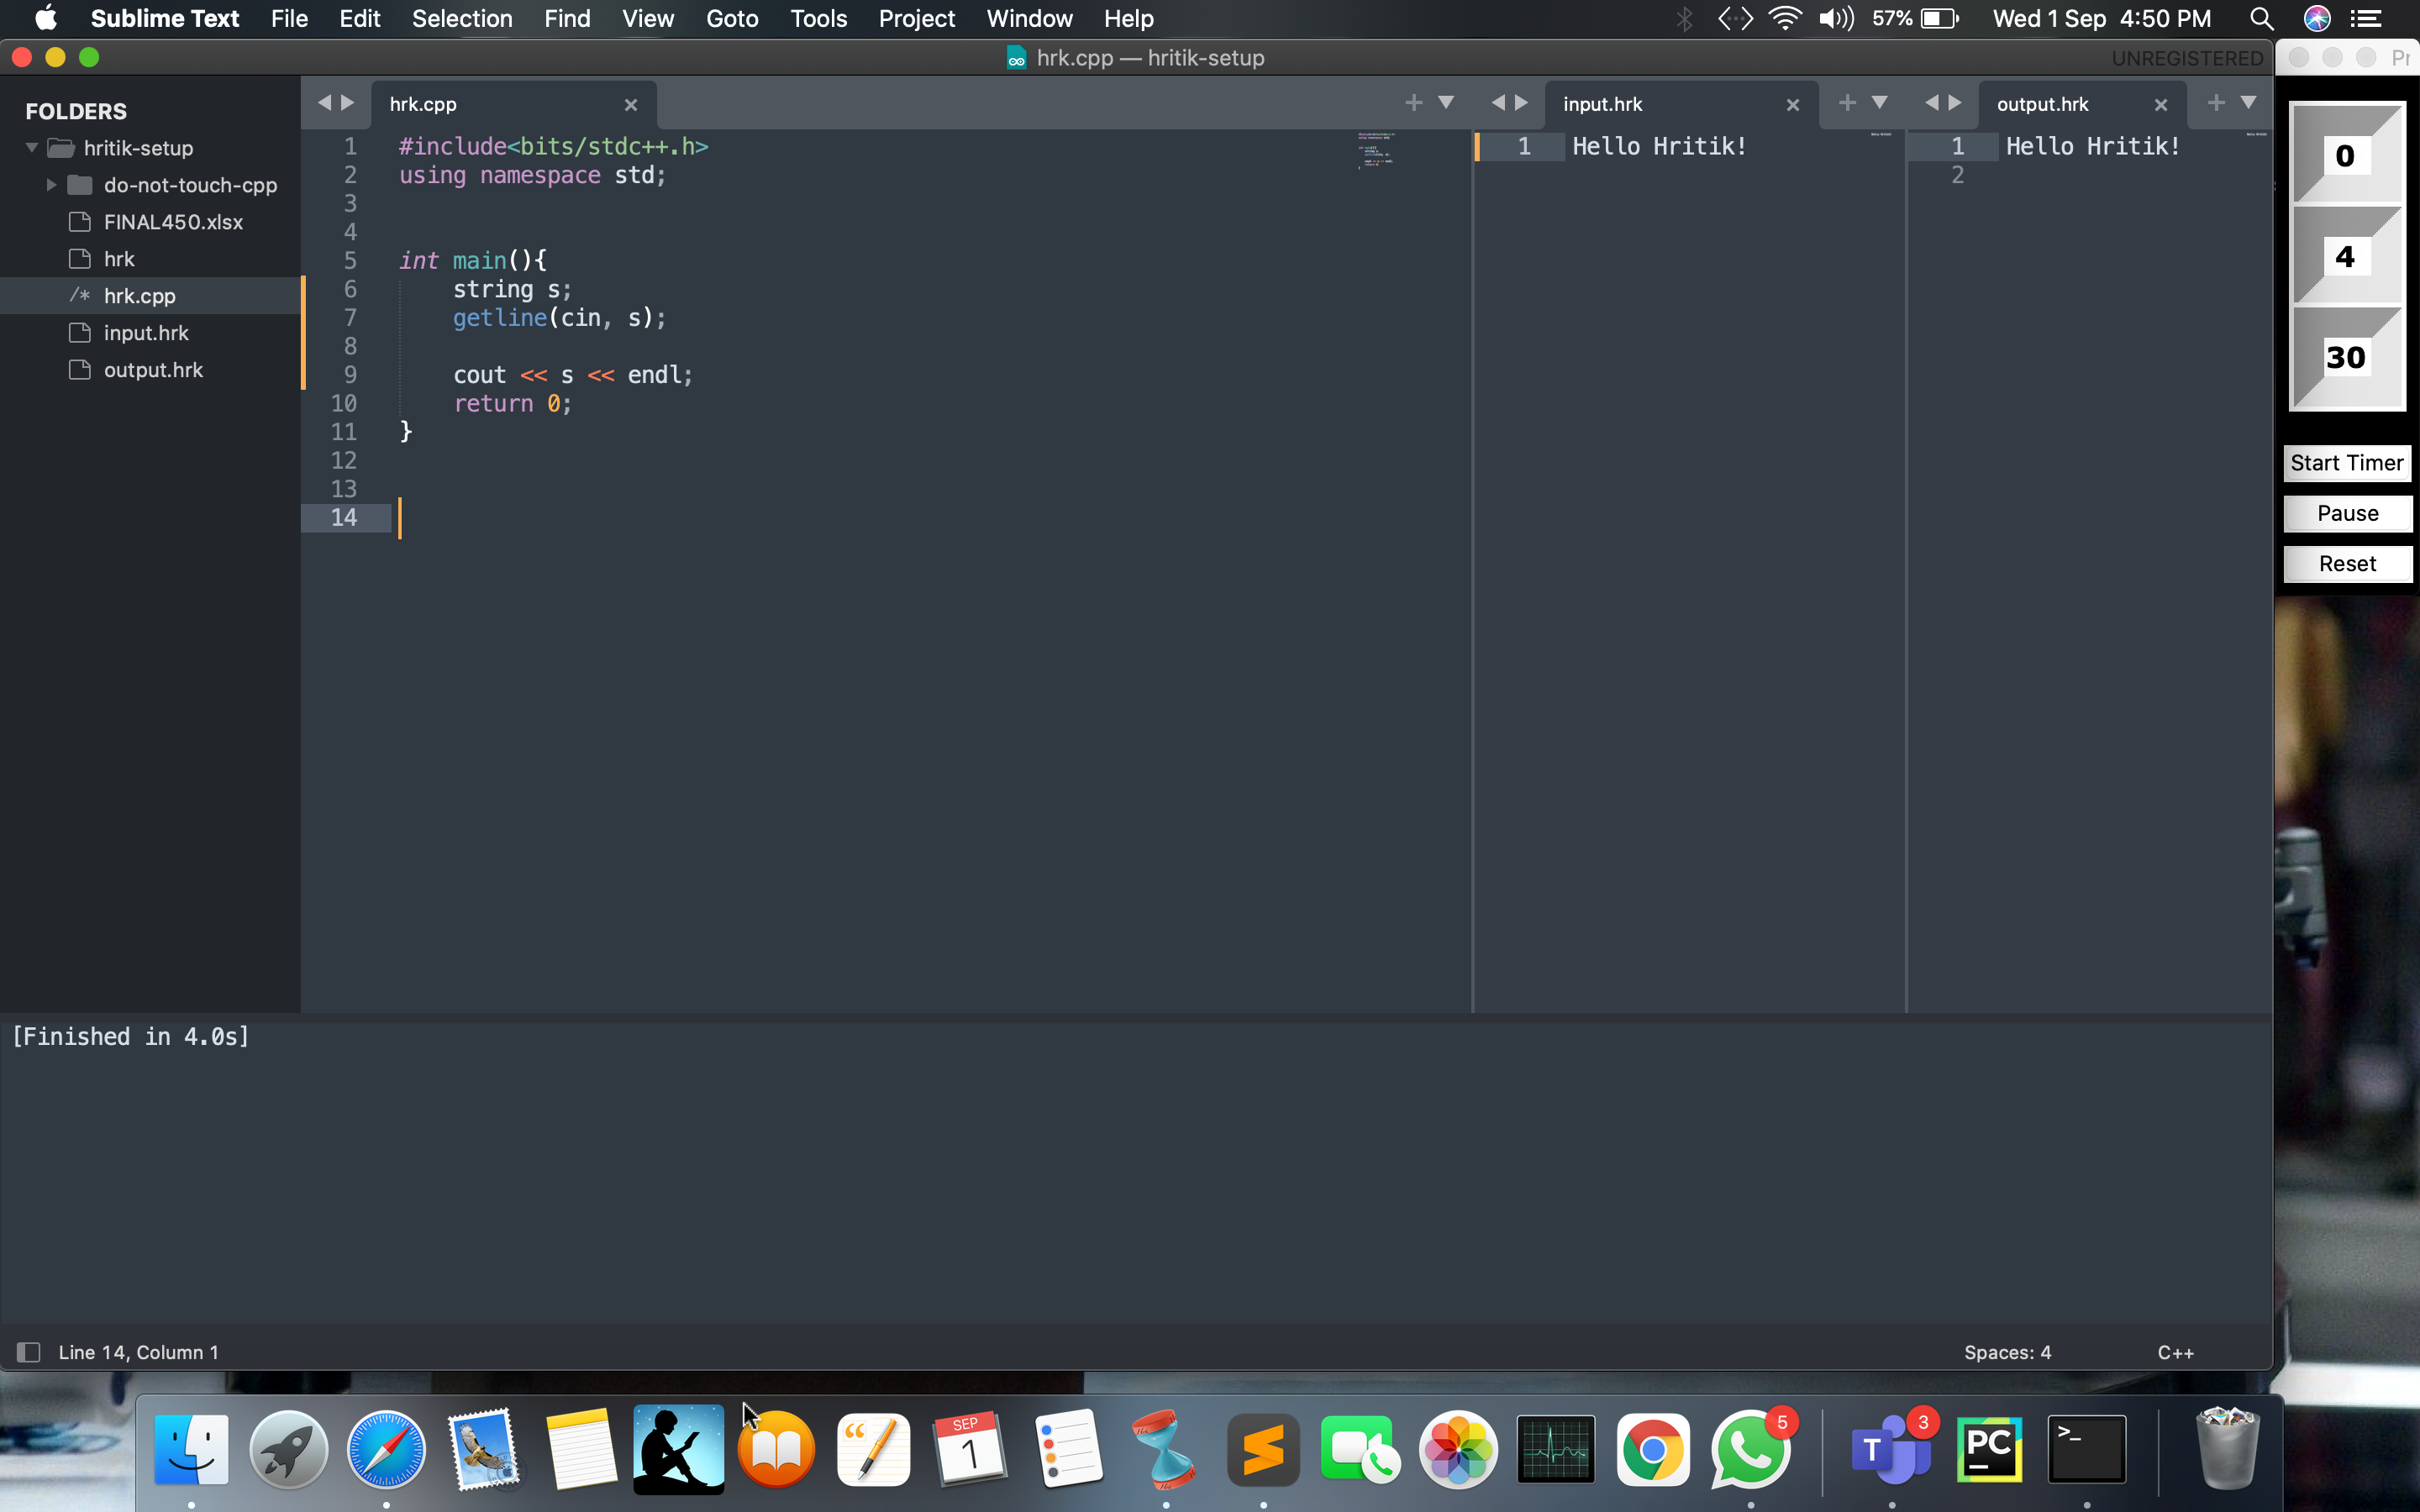 Sublime Text File Edit Selection Find View Goto Tools Project Window Help 57% Wed 1 Sep 4:50 PM
hrk.cpp — hritik-setup UNREGISTERED
FOLDERS
hritik-setup
do-not-touch-cpp
FINAL450.xlsx
hrk
/* hrk.cpp
input.hrk
output.hrk
hrk.cpp
1 #include<bits/stdc++.h>
2 using namespace std;
3
4
5 int main(){
6 string s;
7 getline(cin, s);
8
9 cout << s << endl;
10 return 0;
11 }
12
13
14
input.hrk
1 Hello Hritik!
output.hrk
1 Hello Hritik!
2
0
4
30
Start Timer
Pause
Reset
[Finished in 4.0s]
Line 14, Column 1 Spaces: 4 C++
SEP
1
5
T
3
PC
>_